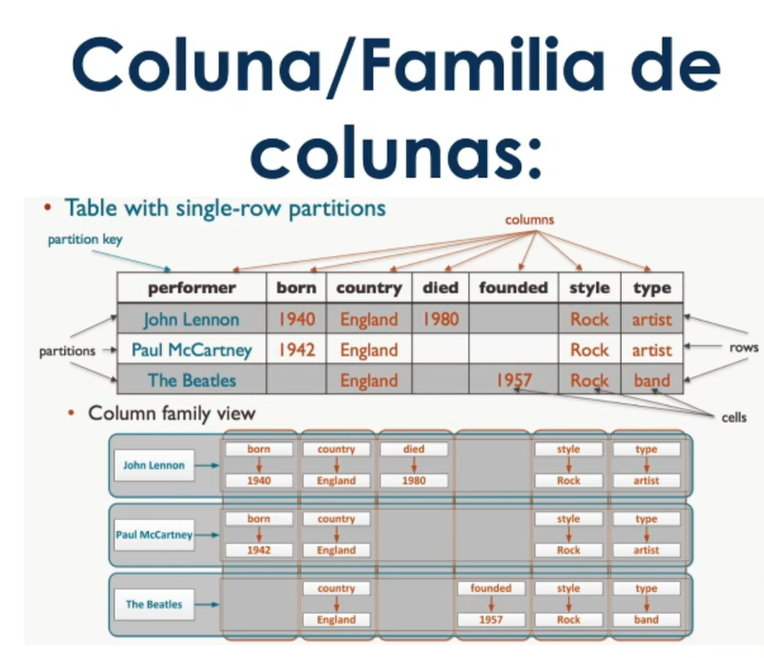 Coluna/Familia de
colunas:
• Table with single-row partitions
columns
partition key
performer born country died founded style type
John Lennon 1940 England 1980 Rock artist
partitions Paul McCartney 1942 England Rock artist rows
The Beatles England 1957 Rock band
• Column family view
cells
born country died style type
John Lennon
1940 England 1980 Rock artist
born country style type
Paul McCartney
1942 England Rock artist
country founded style type
The Beatles
England 1957 Rock band